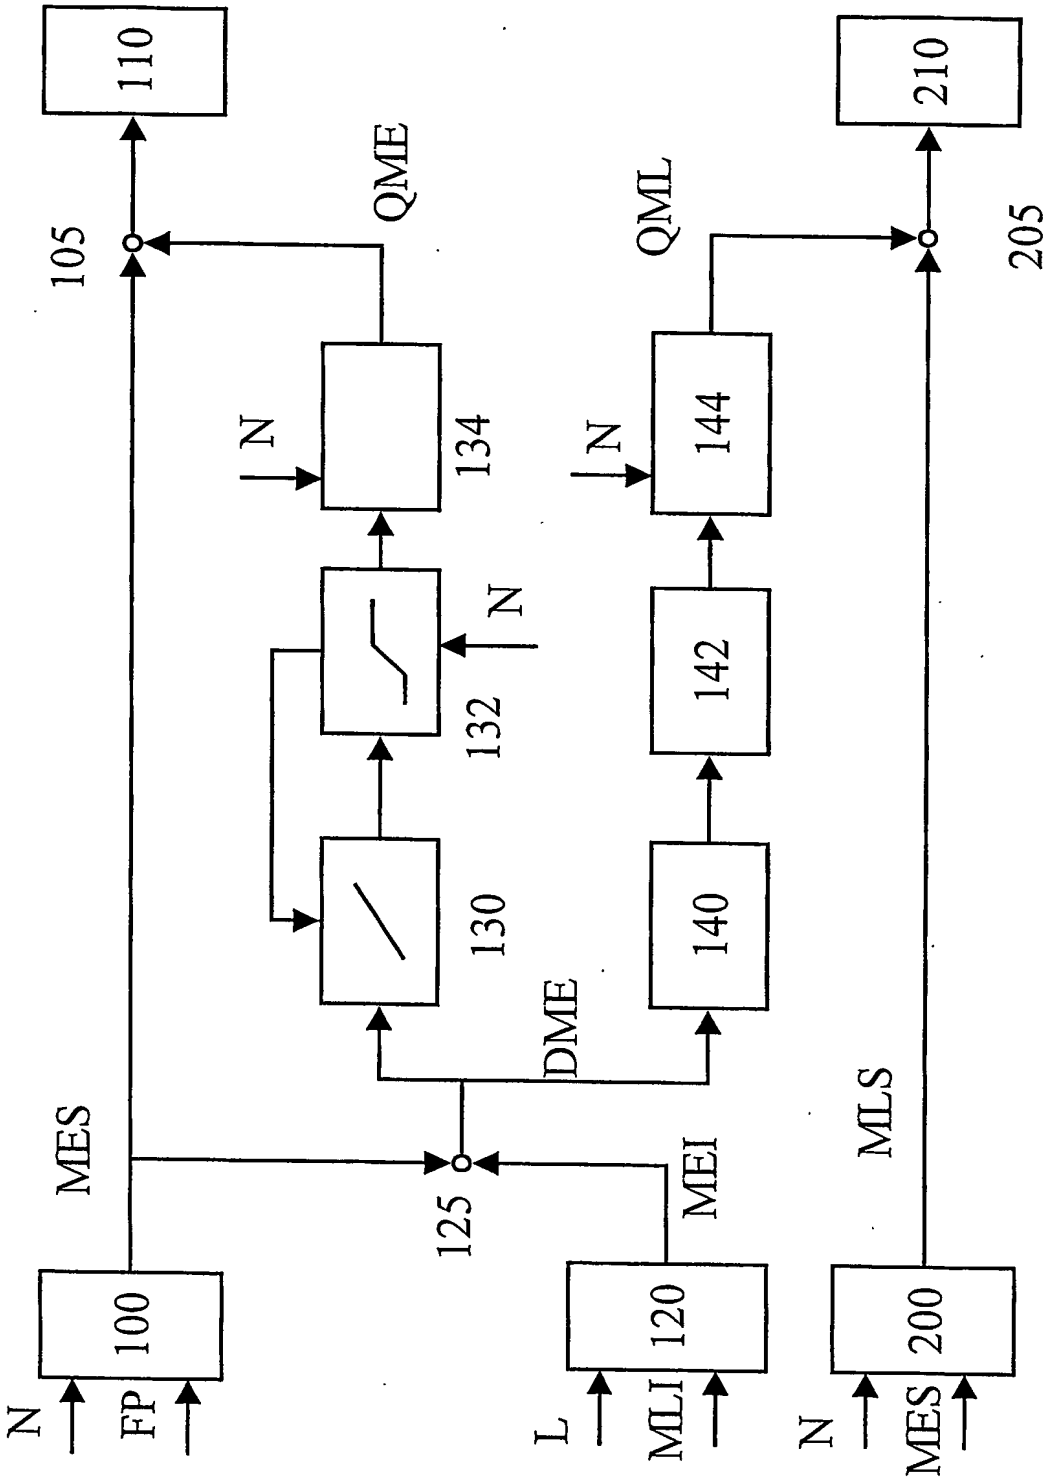 N
MES 105
FP 100 110
N
QME
125 130 132 134
N
L DME
N
QML
MLI 120
MEI 140 142 144
N
MLS
MES 200 210
205